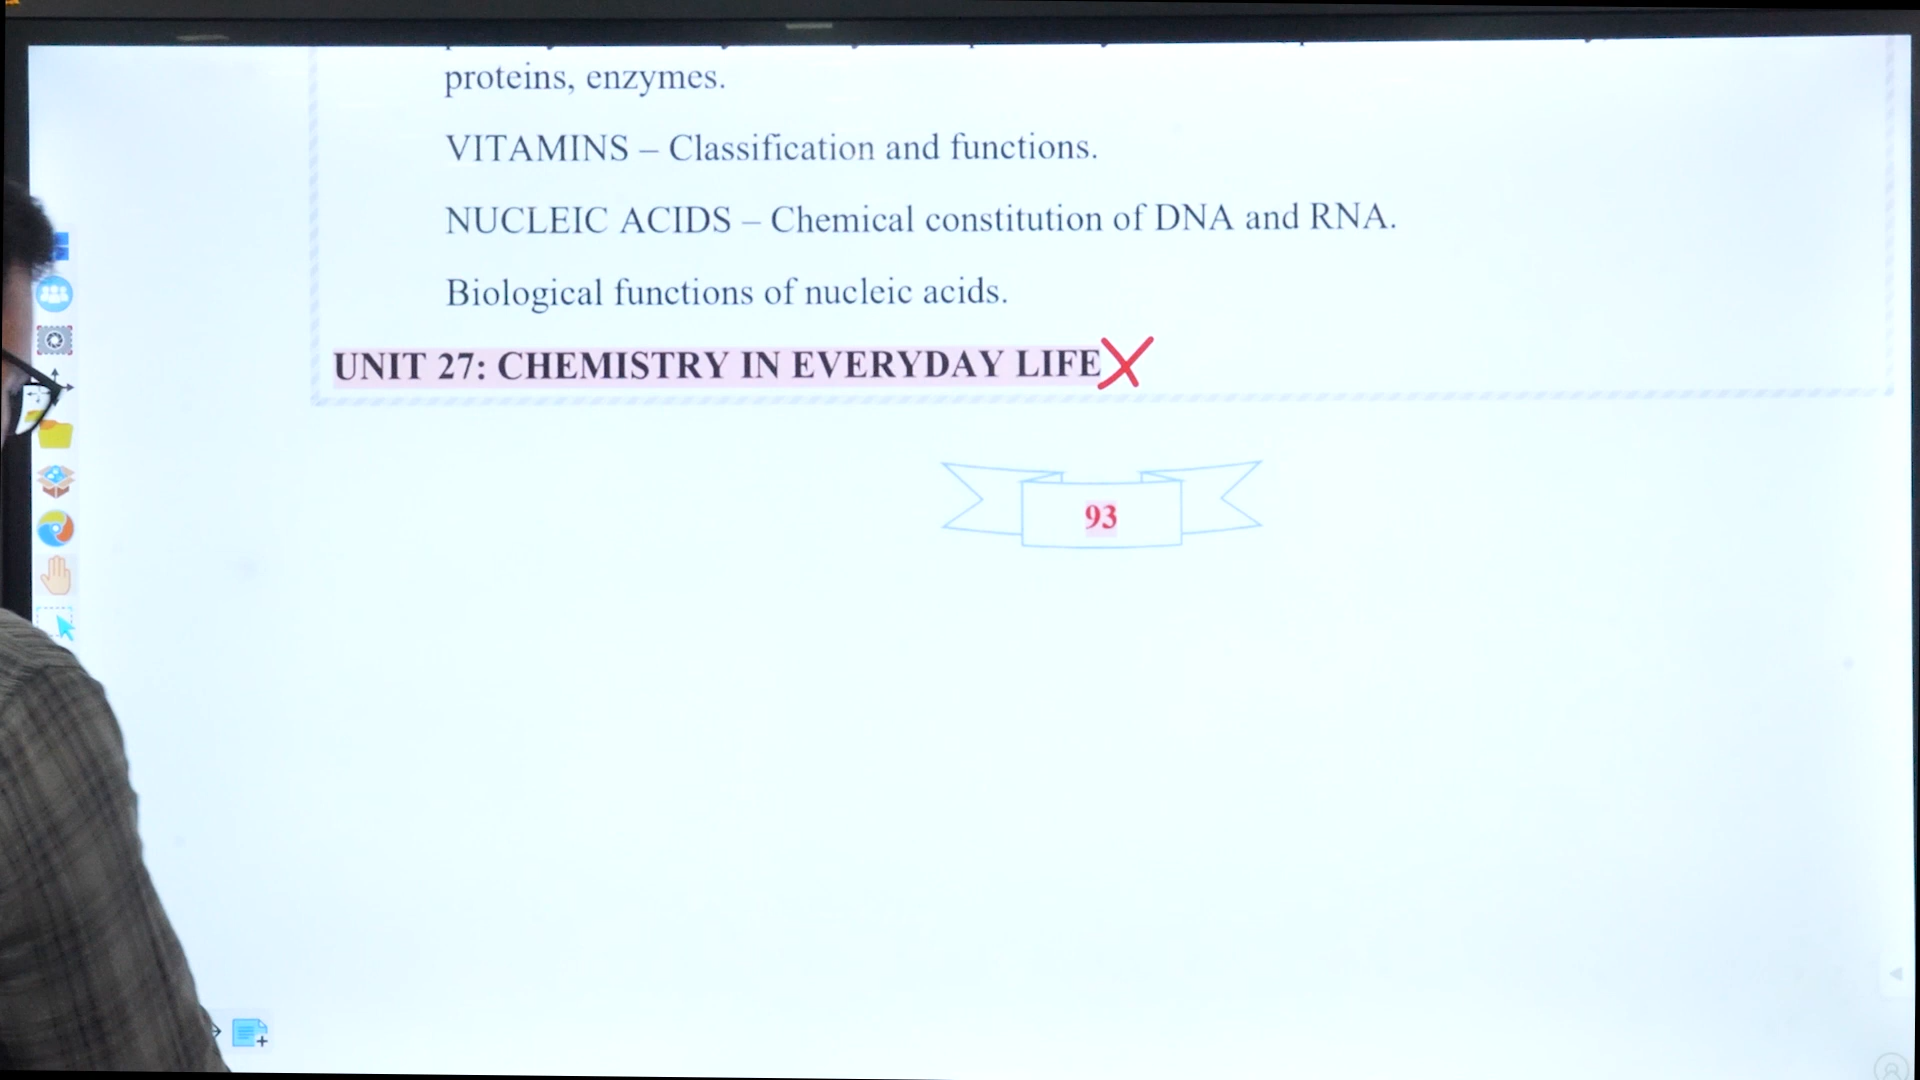 proteins, enzymes.
VITAMINS – Classification and functions.
NUCLEIC ACIDS – Chemical constitution of DNA and RNA.
Biological functions of nucleic acids.
UNIT 27: CHEMISTRY IN EVERYDAY LIFE
93